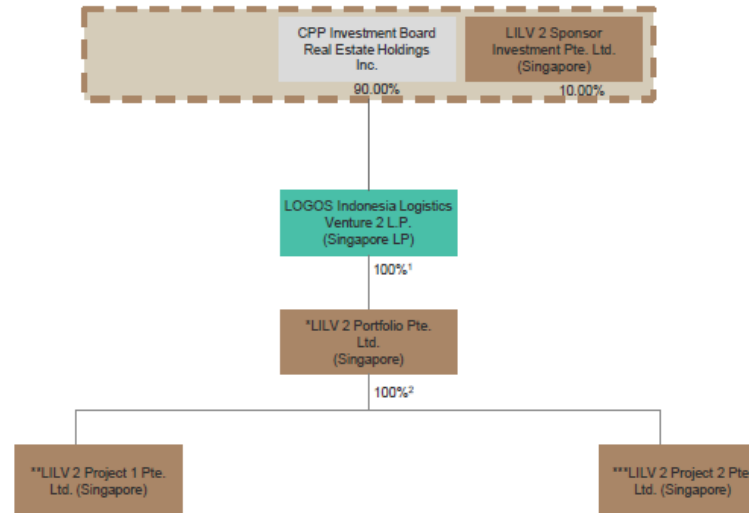 CPP Investment Board
Real Estate Holdings
Inc.
90.00%
LILV 2 Sponsor
Investment Pte. Ltd.
(Singapore)
10.00%
LOGOS Indonesia Logistics
Venture 2 L.P.
(Singapore LP)
100%¹
*LILV 2 Portfolio Pte.
Ltd.
(Singapore)
100%²
**LILV 2 Project 1 Pte.
Ltd. (Singapore)
***LILV 2 Project 2 Pte
Ltd. (Singapore)